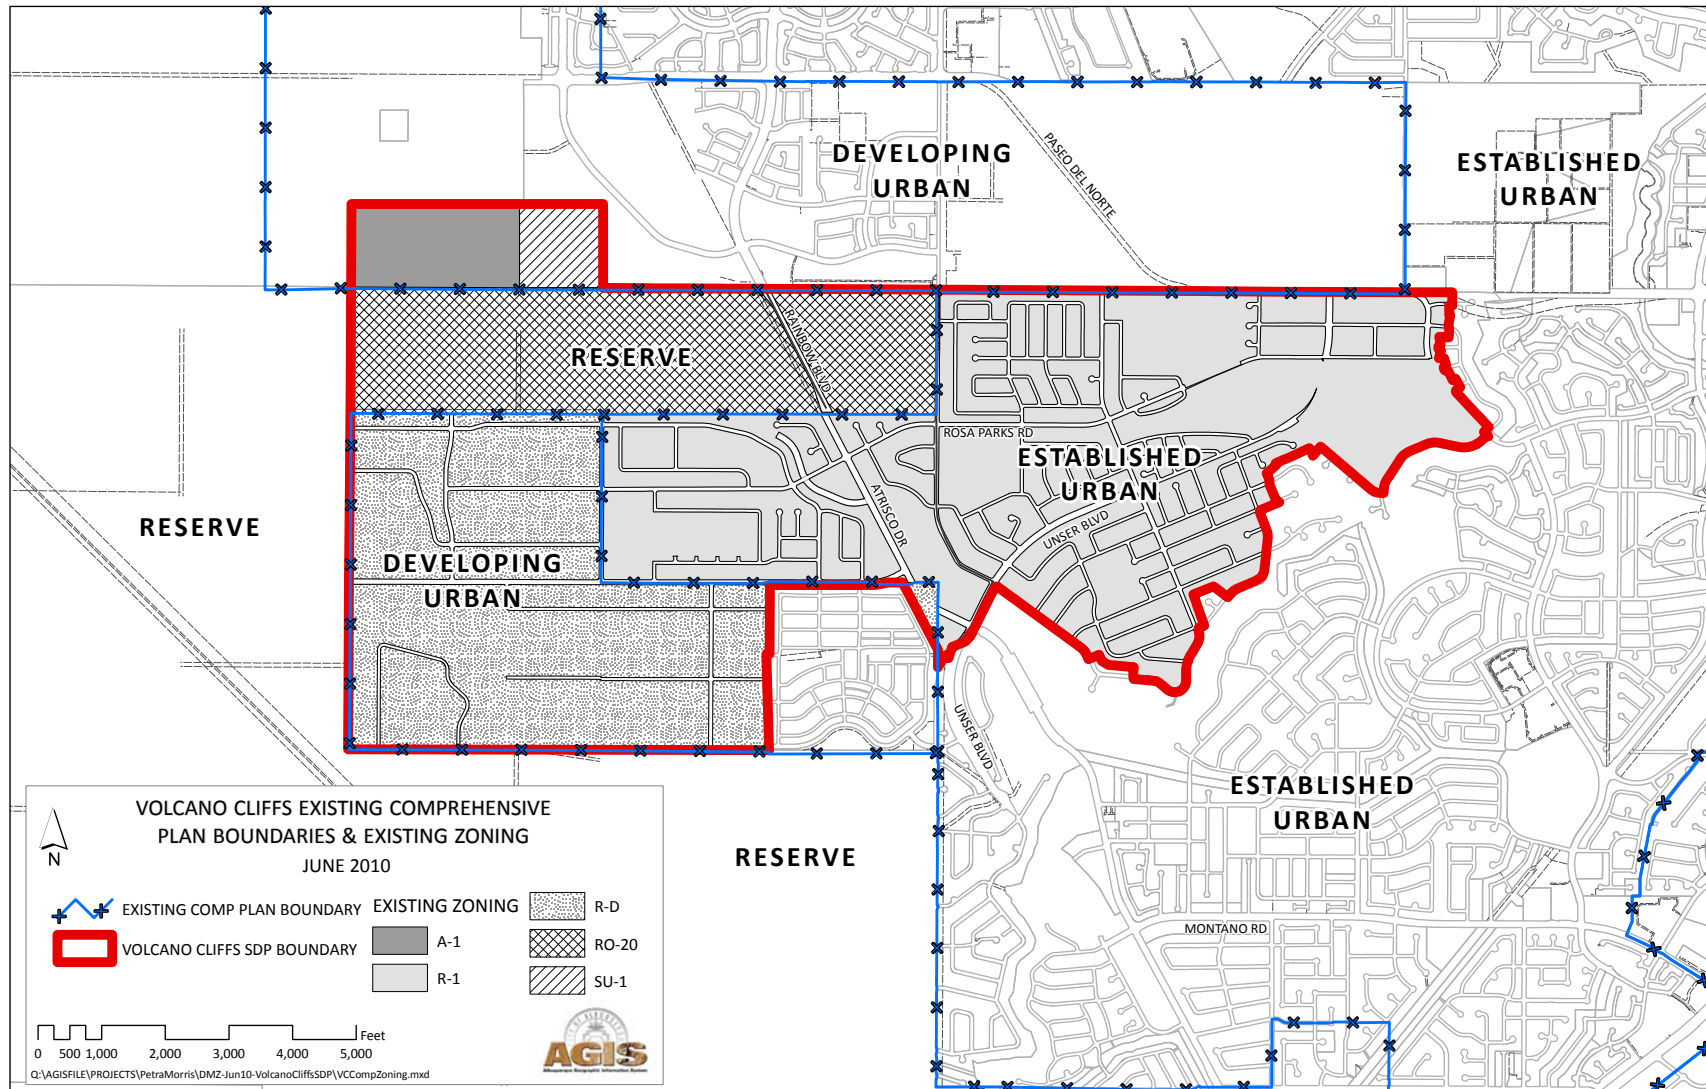 DEVELOPING
URBAN
PASEO DEL NORTE
ESTABLISHED
URBAN
RAINBOW BLVD
RESERVE
ROSA PARKS RD
ESTABLISHED
URBAN
ATRISCO DR
UNSER BLVD
RESERVE
DEVELOPING
URBAN
UNSER BLVD
ESTABLISHED
URBAN
RESERVE
MONTANO RD
VOLCANO CLIFFS EXISTING COMPREHENSIVE
PLAN BOUNDARIES & EXISTING ZONING
JUNE 2010
N
EXISTING COMP PLAN BOUNDARY
VOLCANO CLIFFS SDP BOUNDARY
EXISTING ZONING
A-1
R-1
R-D
RO-20
SU-1
Feet
0 500 1,000 2,000 3,000 4,000 5,000
AGIS
Albuquerque Geographic Information System
Q:\AGISFILE\PROJECTS\PetraMorris\DMZ-Jun10-VolcanoCliffsSDP\VCCompZoning.mxd